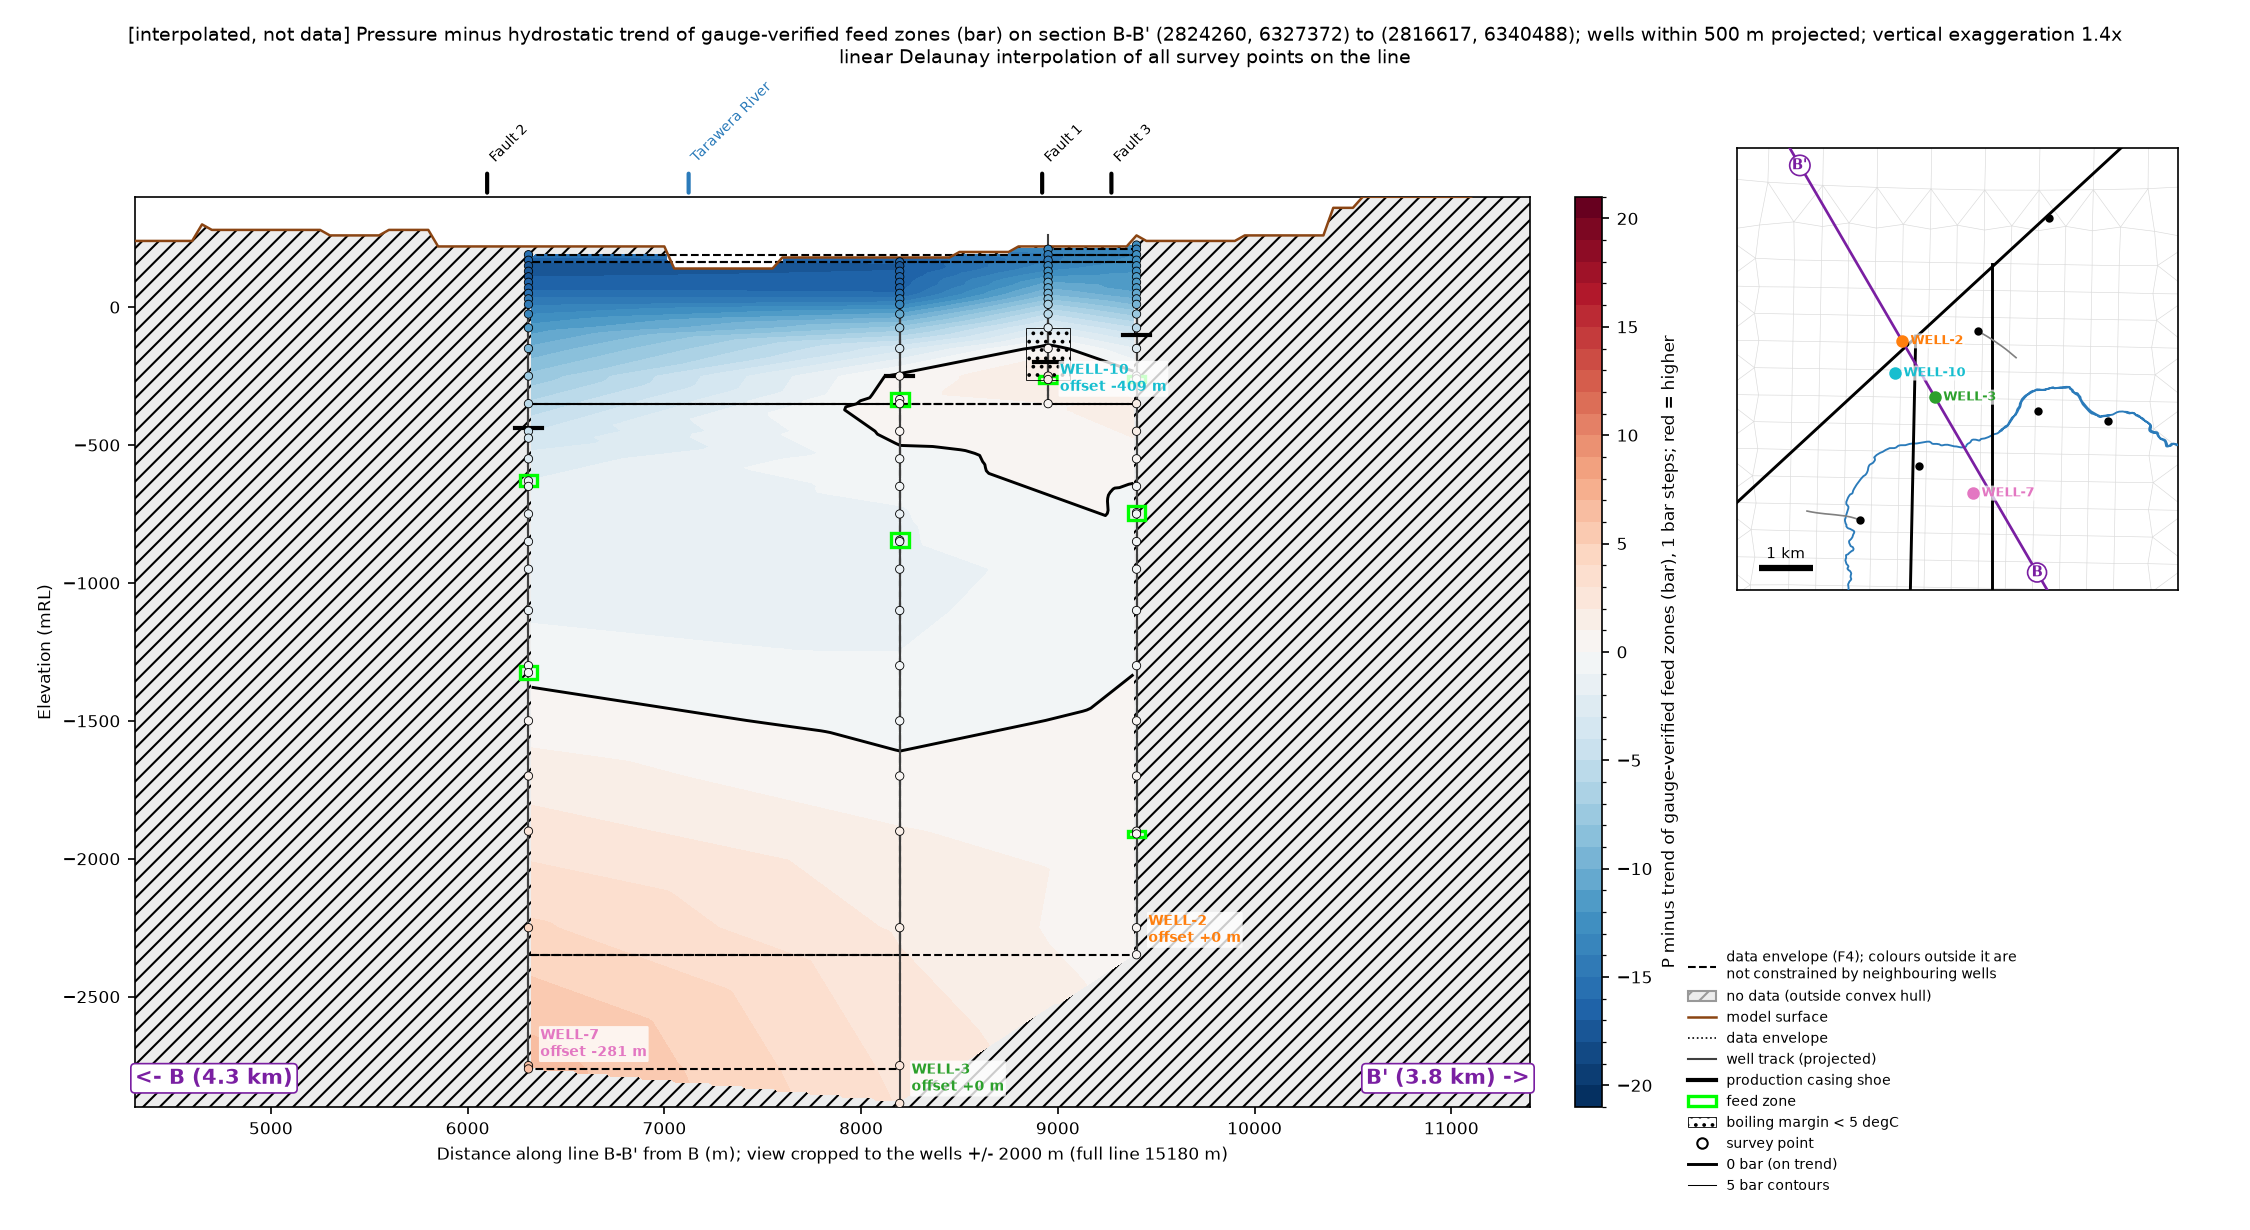 [interpolated, not data] Pressure minus hydrostatic trend of gauge-verified feed zones (bar) on section B-B' (2824260, 6327372) to (2816617, 6340488); wells within 500 m projected; vertical exaggeration 1.4x
linear Delaunay interpolation of all survey points on the line
Fault 2
Tarawera River
Fault 1
Fault 3
0
−500
−1000
−1500
−2000
−2500
Elevation (mRL)
WELL-10
offset -409 m
WELL-2
offset +0 m
WELL-7
offset -281 m
WELL-3
offset +0 m
<- B (4.3 km)
B' (3.8 km) ->
5000
6000
7000
8000
9000
10000
11000
Distance along line B-B' from B (m); view cropped to the wells +/- 2000 m (full line 15180 m)
20
15
10
5
0
−5
−10
−15
−20
P minus trend of gauge-verified feed zones (bar), 1 bar steps; red = higher
B'
WELL-2
WELL-10
WELL-3
WELL-7
1 km
B
data envelope (F4); colours outside it are
not constrained by neighbouring wells
no data (outside convex hull)
model surface
data envelope
well track (projected)
production casing shoe
feed zone
boiling margin < 5 degC
survey point
0 bar (on trend)
5 bar contours